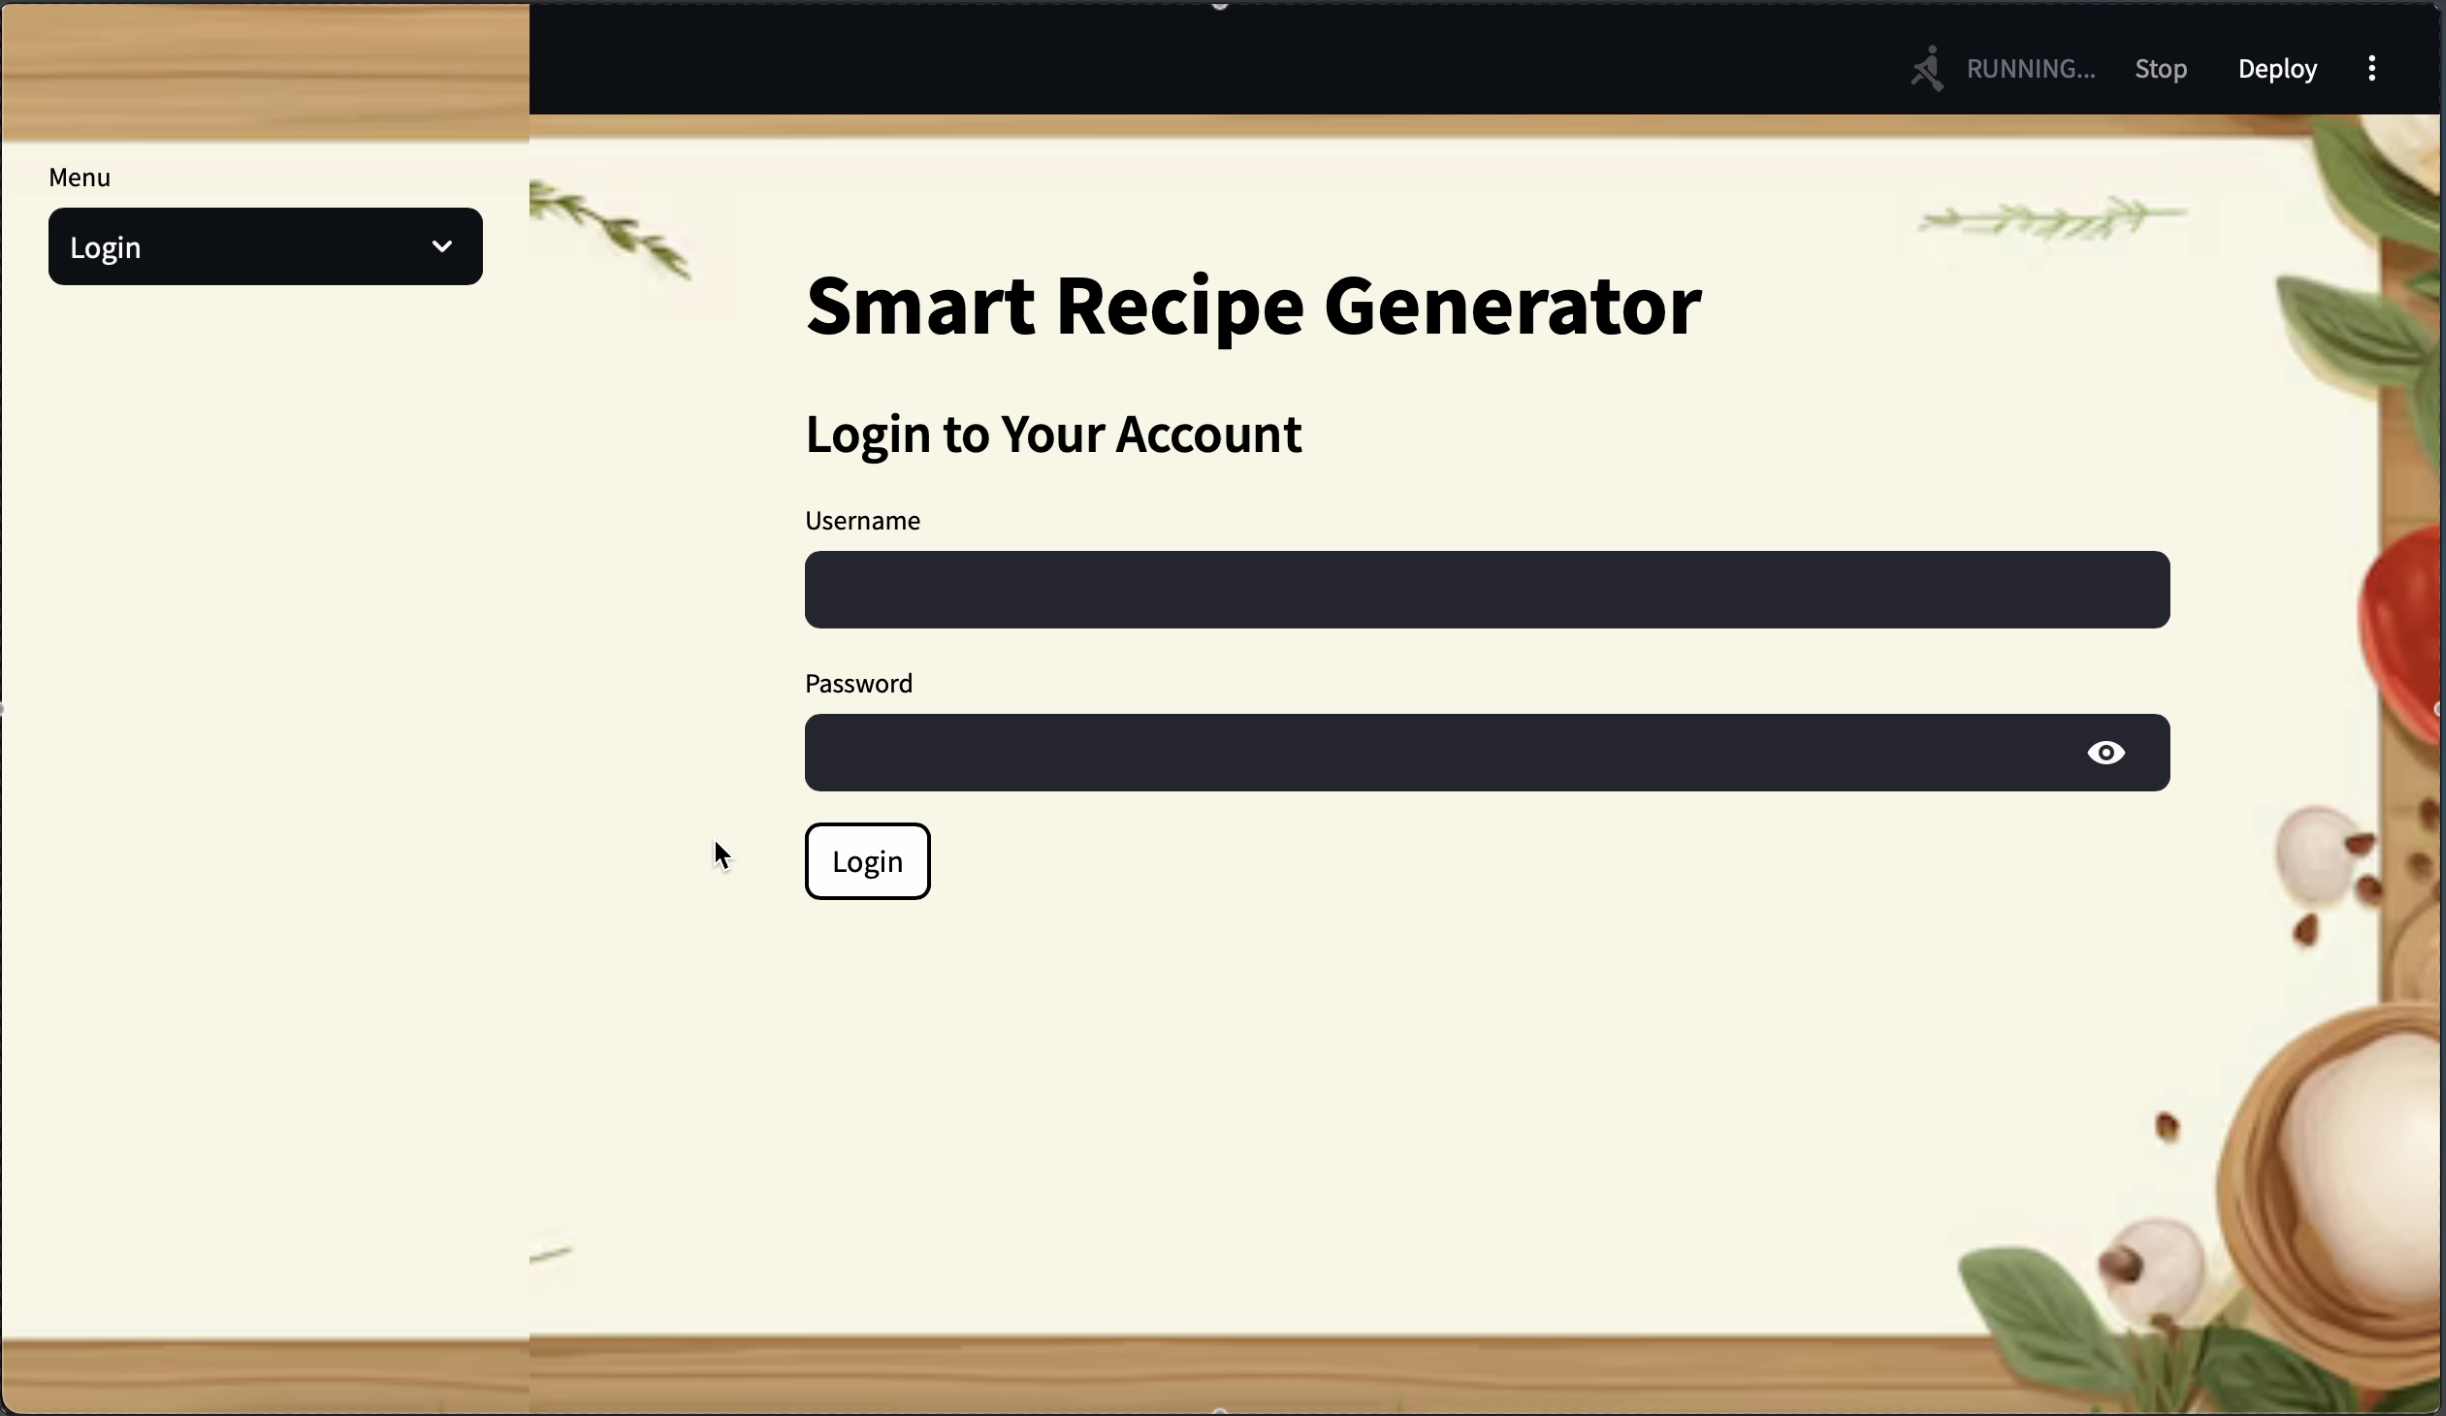 RUNNING... Stop Deploy
Menu
Login
Smart Recipe Generator
Login to Your Account
Username
Password
Login